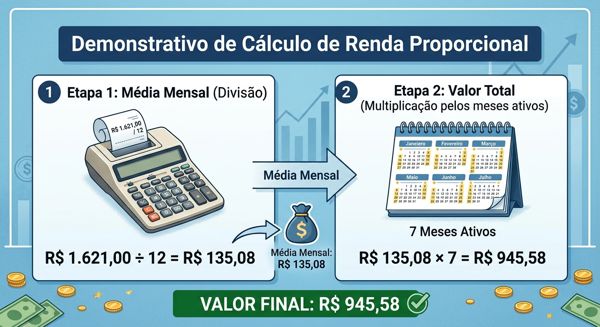 Demonstrativo de Cálculo de Renda Proporcional
1 Etapa 1: Média Mensal (Divisão)
R$ 1.621,00
/ 12
R$ 1.621,00 ÷ 12 = R$ 135,08
Média Mensal
Média Mensal:
R$ 135,08
2 Etapa 2: Valor Total
(Multiplicação pelos meses ativos)
Janeiro Fevereiro Março
Maio Junho Julho
7 Meses Ativos
R$ 135,08 × 7 = R$ 945,58
VALOR FINAL: R$ 945,58